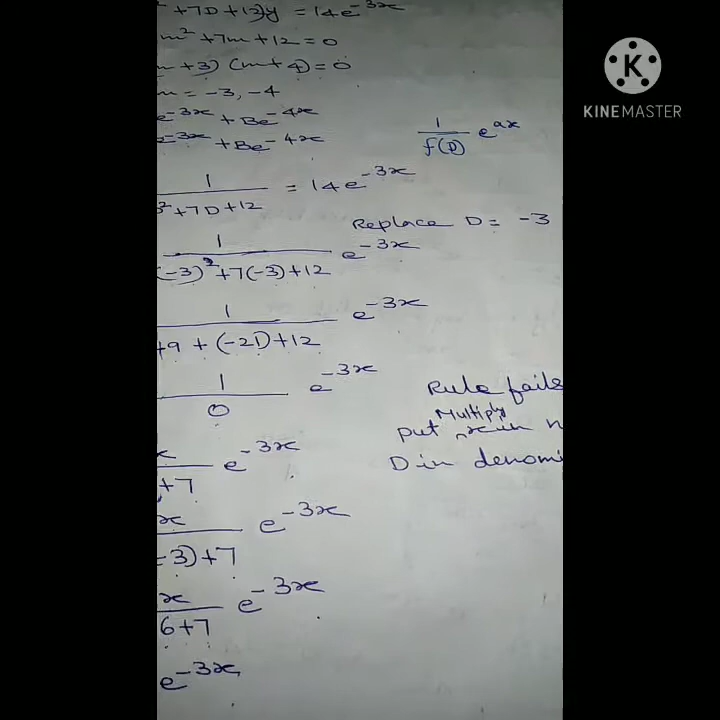 ² + 7D + 12)y = 14e^-3x
m² + 7m + 12 = 0
+ 3) (m + 4) = 0
= -3, -4
e^-3x + Be^-4x
e^-3x + Be^-4x
1/f(D) e^ax
1/² + 7D + 12 = 14e^-3x
Replace D = -3
1/(-3)² + 7(-3) + 12 e^-3x
1/+9 + (-21) + 12 e^-3x
1/0 e^-3x
Rule fails
Multiply
put x in n
D in denomi
x/+7 e^-3x
x/-3) + 7 e^-3x
x/6 + 7 e^-3x
e^-3x
KINEMASTER